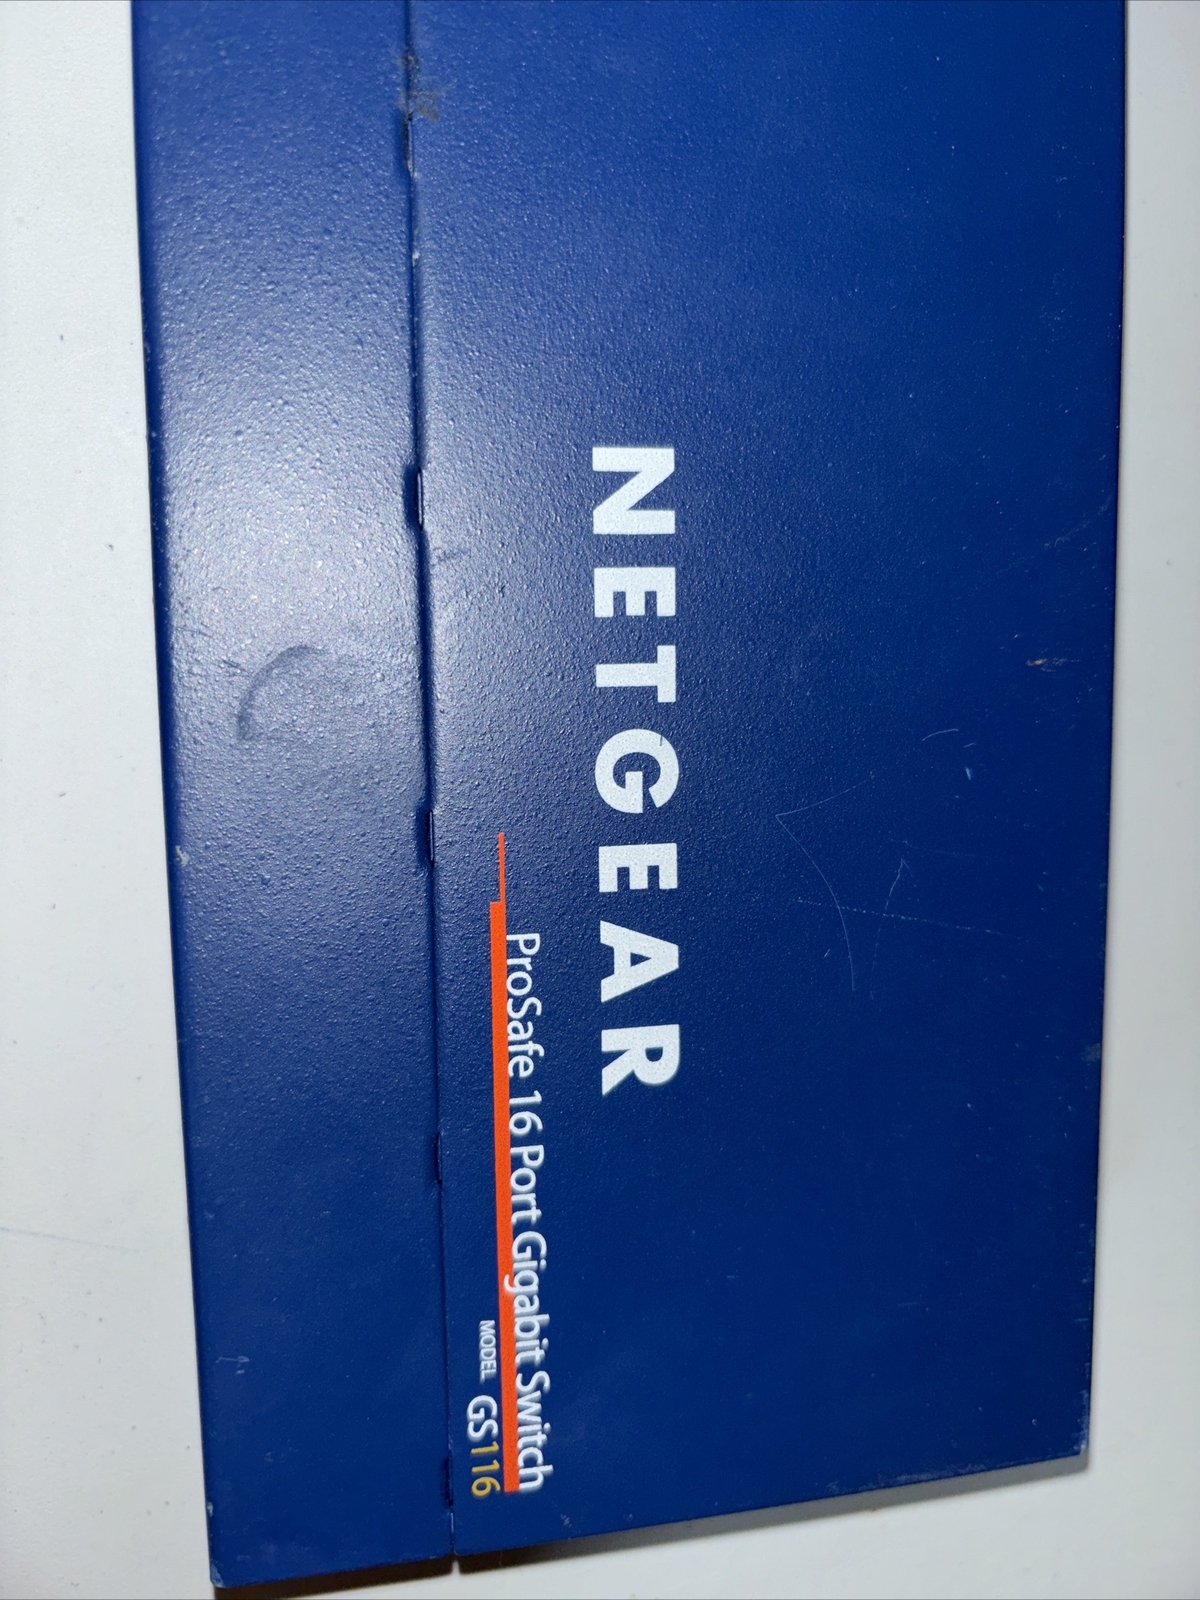 NETGEAR
ProSafe 16 Port Gigabit Switch
MODEL GS116